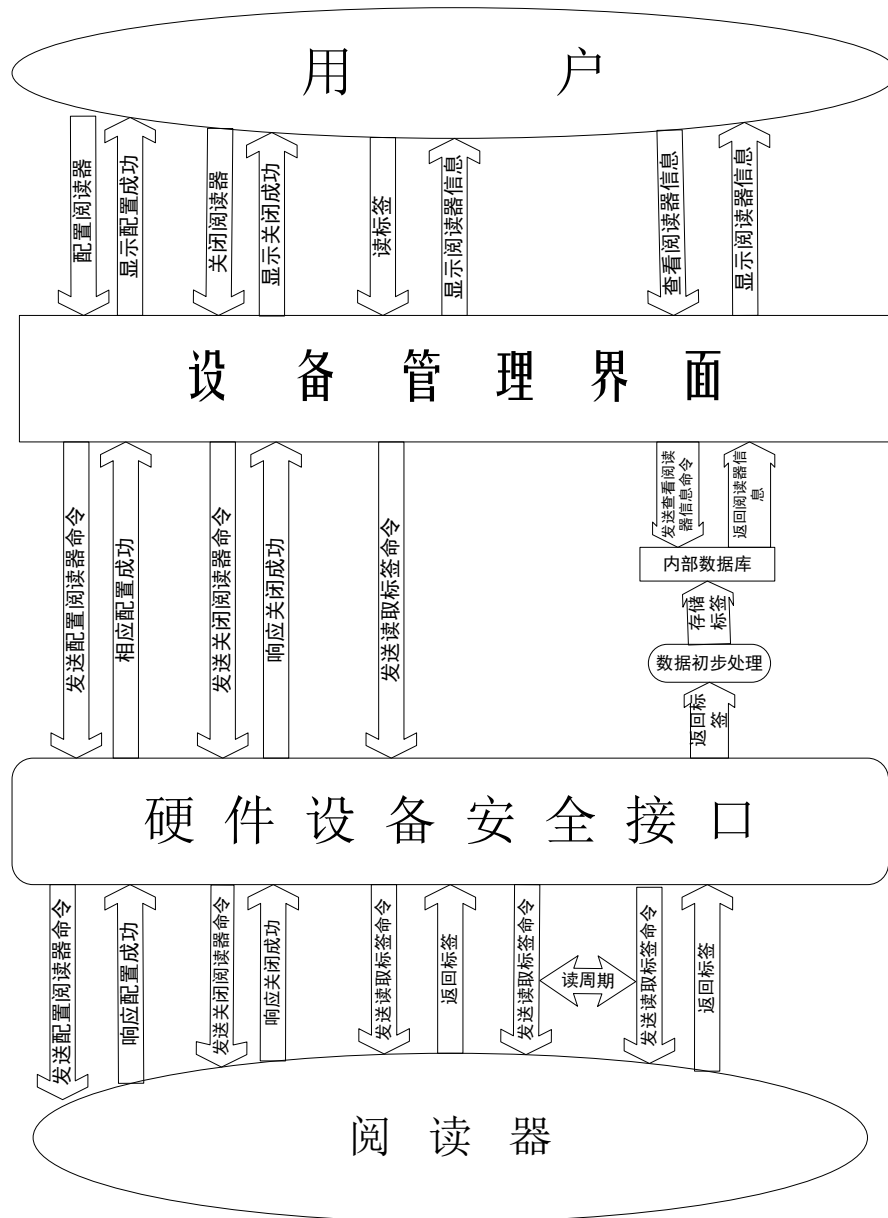 用 户
配置阅读器
显示配置成功
关闭阅读器
显示关闭成功
读标签
显示阅读器信息
查看阅读器信息
显示阅读器信息
设 备 管 理 界 面
发送配置阅读器命令
相应配置成功
发送关闭阅读器命令
响应关闭成功
发送读取标签命令
发送查看阅读
器信息命令
返回阅读器信
息
内部数据库
存储
标签
数据初步处理
返回标
签
硬 件 设 备 安 全 接 口
发送配置阅读器命令
响应配置成功
发送关闭阅读器命令
响应关闭成功
发送读取标签命令
返回标签
发送读取标签命令
读周期
发送读取标签命令
返回标签
阅 读 器